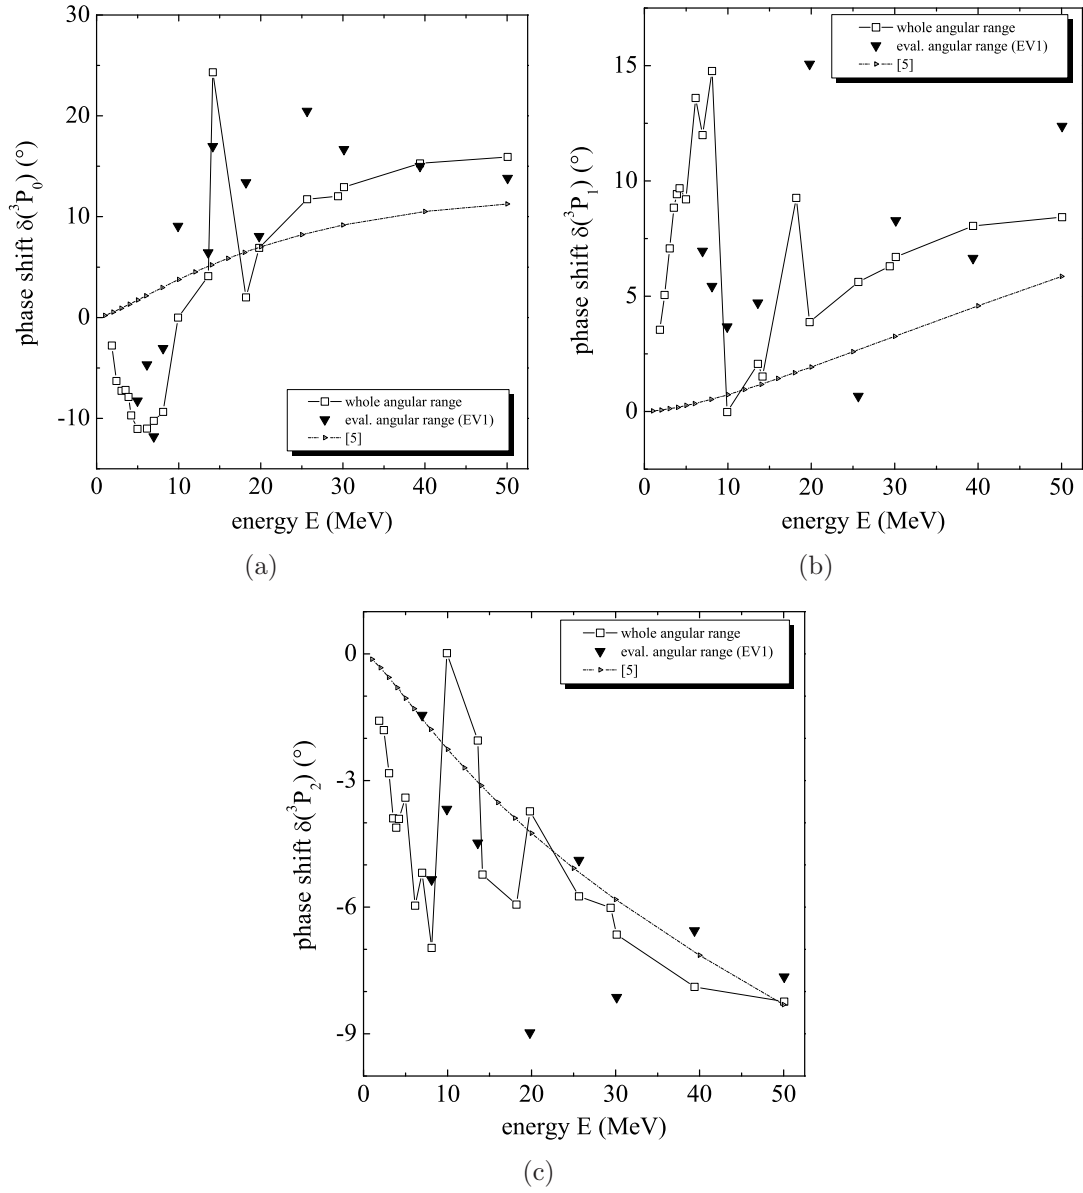 30
20
10
0
-10
phase shift δ(³P₀) (°)
whole angular range
eval. angular range (EV1)
[5]
0 10 20 30 40 50
energy E (MeV)
(a)
15
10
5
0
phase shift δ(³P₁) (°)
whole angular range
eval. angular range (EV1)
[5]
0 10 20 30 40 50
energy E (MeV)
(b)
0
-3
-6
-9
phase shift δ(³P₂) (°)
whole angular range
eval. angular range (EV1)
[5]
0 10 20 30 40 50
energy E (MeV)
(c)